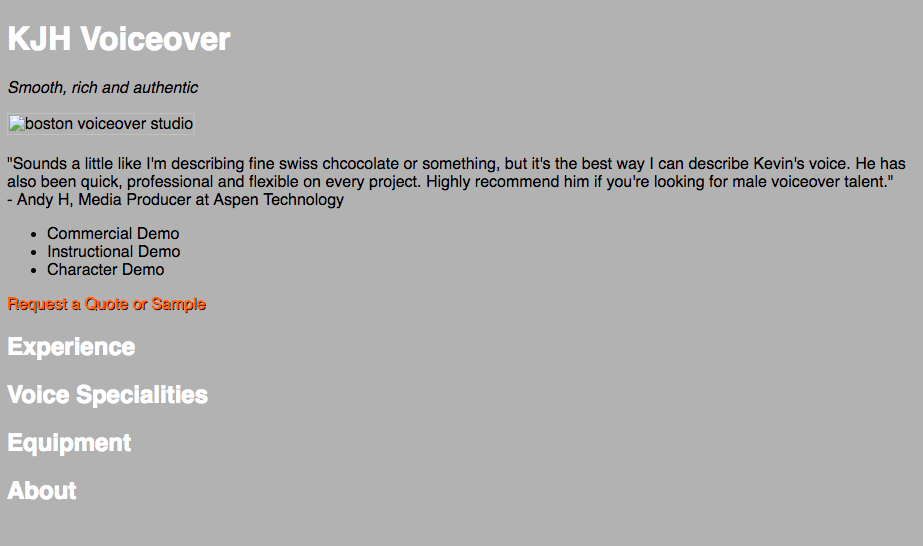 KJH Voiceover
Smooth, rich and authentic
boston voiceover studio
"Sounds a little like I'm describing fine swiss chcocolate or something, but it's the best way I can describe Kevin's voice. He has
also been quick, professional and flexible on every project. Highly recommend him if you're looking for male voiceover talent."
- Andy H, Media Producer at Aspen Technology
• Commercial Demo
• Instructional Demo
• Character Demo
Request a Quote or Sample
Experience
Voice Specialities
Equipment
About